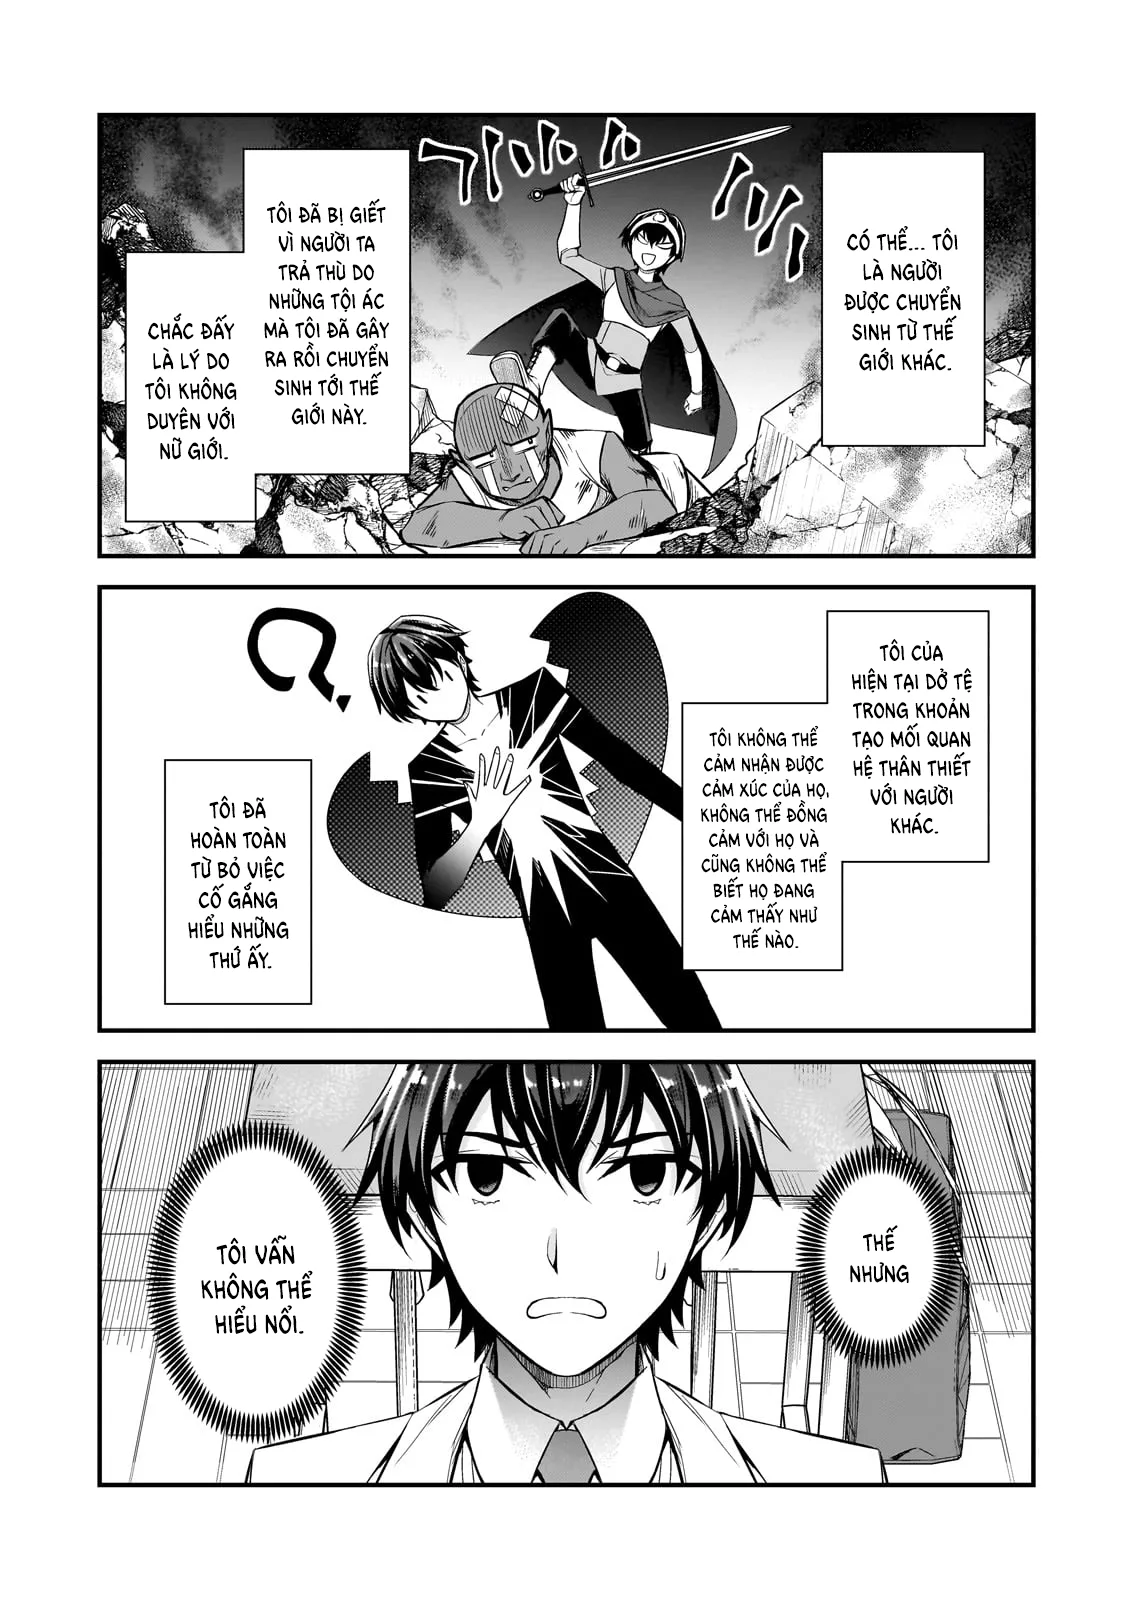 CÓ THỂ... TÔI
LÀ NGƯỜI
ĐƯỢC CHUYỂN
SINH TỪ THẾ
GIỚI KHÁC.
TÔI ĐÃ BỊ GIẾT
VÌ NGƯỜI TA
TRẢ THÙ DO
NHỮNG TỘI ÁC
MÀ TÔI ĐÃ GÂY
RA RỒI CHUYỂN
SINH TỚI THẾ
GIỚI NÀY.
CHẮC ĐẤY
LÀ LÝ DO
TÔI KHÔNG
DUYÊN VỚI
NỮ GIỚI.
ワハハハハハ
TÔI CỦA
HIỆN TẠI DỞ TỆ
TRONG KHOẢN
TẠO MỐI QUAN
HỆ THÂN THIẾT
VỚI NGƯỜI
KHÁC.
TÔI KHÔNG THỂ
CẢM NHẬN ĐƯỢC
CẢM XÚC CỦA HỌ,
KHÔNG THỂ ĐỒNG
CẢM VỚI HỌ VÀ
CŨNG KHÔNG THỂ
BIẾT HỌ ĐANG
CẢM THẤY NHƯ
THẾ NÀO.
?
TÔI ĐÃ
HOÀN TOÀN
TỪ BỎ VIỆC
CỐ GẮNG
HIỂU NHỮNG
THỨ ẤY.
THẾ
NHƯNG
TÔI VẪN
KHÔNG THỂ
HIỂU NỔI.